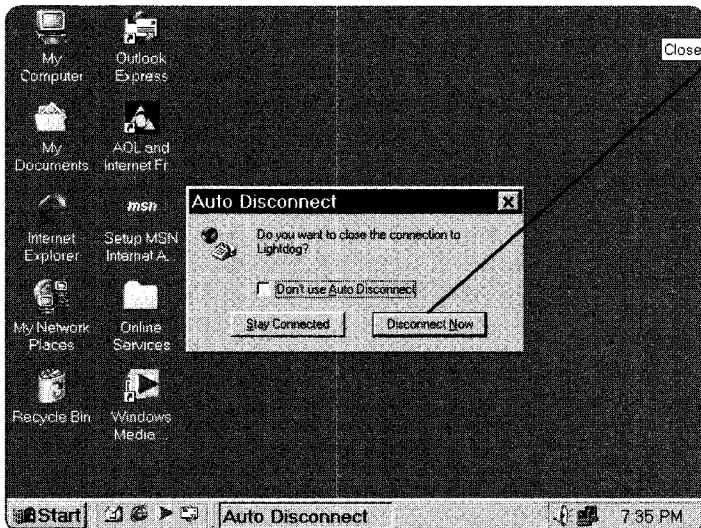 My
Computer
Outlook
Express
Close
My
Documents
AOL and
Internet Fr...
Internet
Explorer
msn
Setup MSN
Internet A...
Auto Disconnect
Do you want to close the connection to
Lightdog?
Don't use Auto Disconnect
Stay Connected
Disconnect Now
My Network
Places
Online
Services
Recycle Bin
Windows
Media ...
Start
Auto Disconnect
7:35 PM